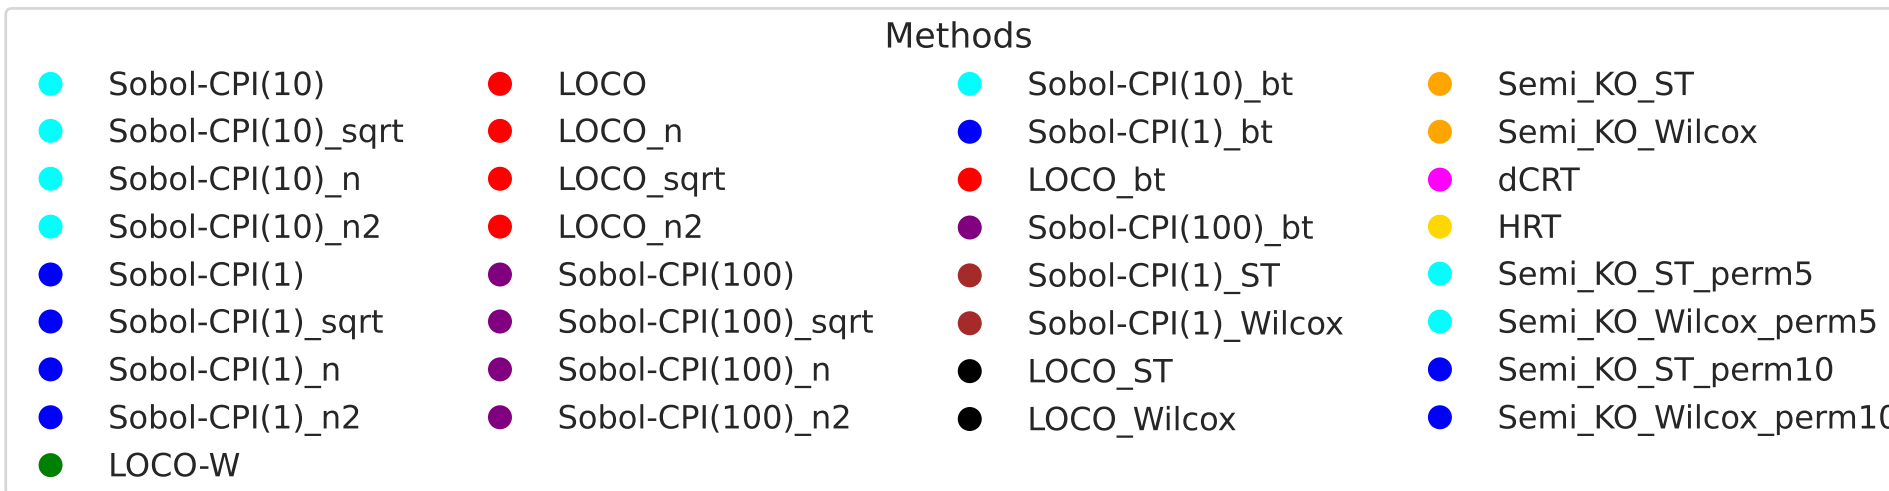 Methods
Sobol-CPI(10)
Sobol-CPI(10)_sqrt
Sobol-CPI(10)_n
Sobol-CPI(10)_n2
Sobol-CPI(1)
Sobol-CPI(1)_sqrt
Sobol-CPI(1)_n
Sobol-CPI(1)_n2
LOCO-W
LOCO
LOCO_n
LOCO_sqrt
LOCO_n2
Sobol-CPI(100)
Sobol-CPI(100)_sqrt
Sobol-CPI(100)_n
Sobol-CPI(100)_n2
Sobol-CPI(10)_bt
Sobol-CPI(1)_bt
LOCO_bt
Sobol-CPI(100)_bt
Sobol-CPI(1)_ST
Sobol-CPI(1)_Wilcox
LOCO_ST
LOCO_Wilcox
Semi_KO_ST
Semi_KO_Wilcox
dCRT
HRT
Semi_KO_ST_perm5
Semi_KO_Wilcox_perm5
Semi_KO_ST_perm10
Semi_KO_Wilcox_perm10